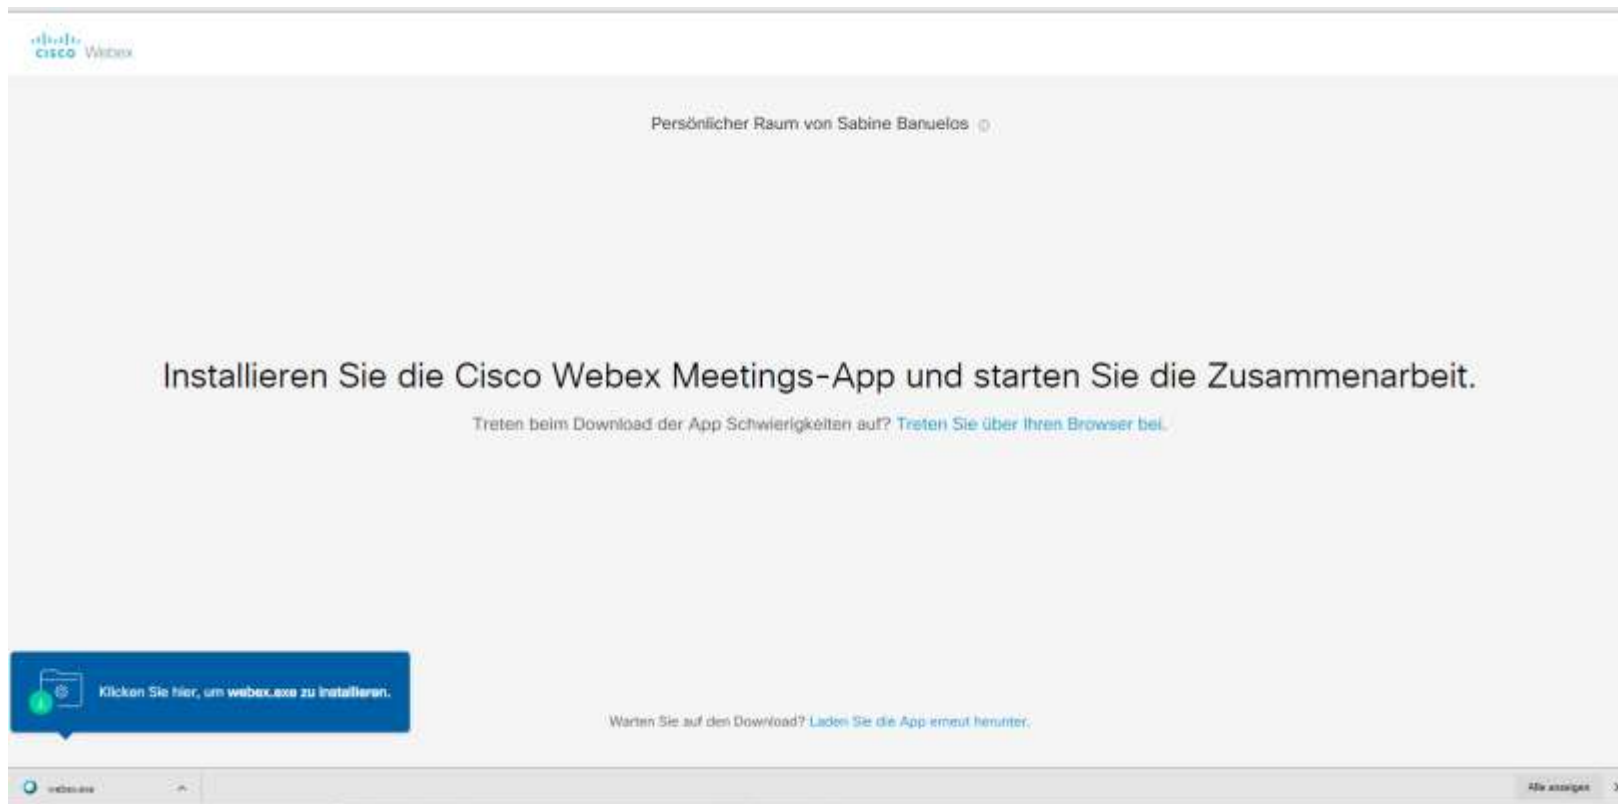 CISCO Webex
Persönlicher Raum von Sabine Banuelos
Installieren Sie die Cisco Webex Meetings-App und starten Sie die Zusammenarbeit.
Treten beim Download der App Schwierigkeiten auf? Treten Sie über Ihren Browser bei.
Klicken Sie hier, um webex.exe zu installieren.
Warten Sie auf den Download? Laden Sie die App erneut herunter.
webex.exe
Alle anzeigen